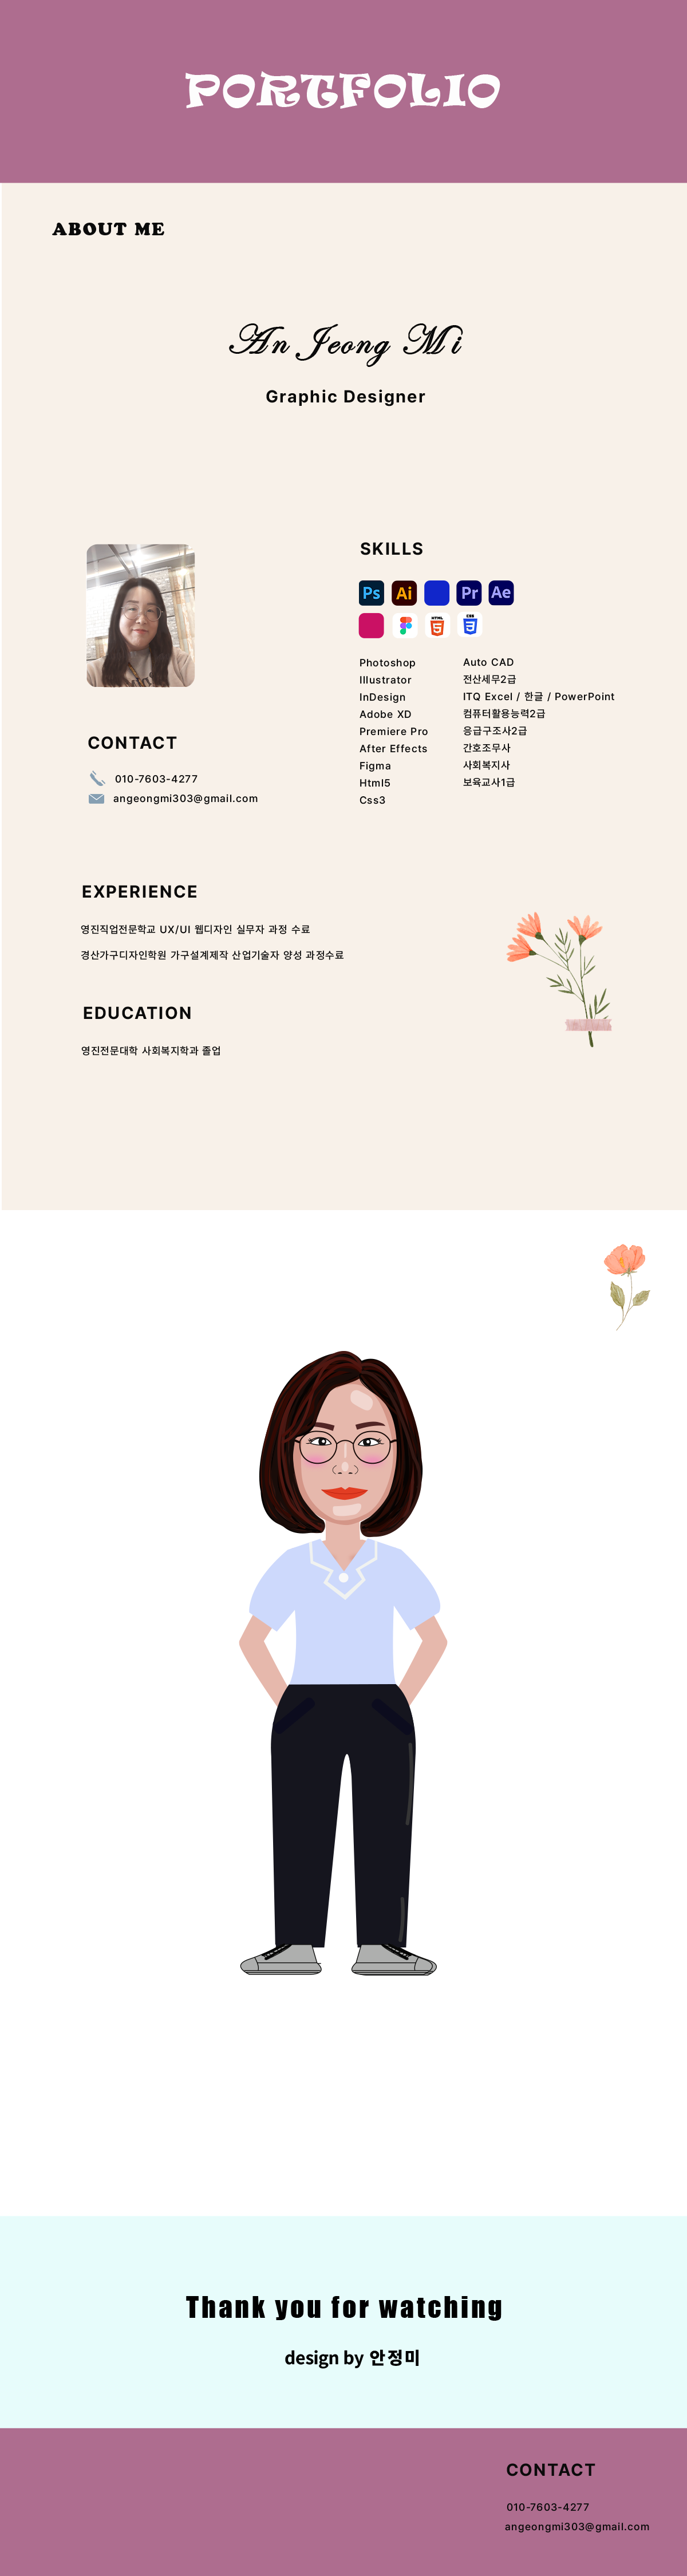 PORTFOLIO
ABOUT ME
An Jeong Mi
Graphic Designer
SKILLS
Ps Ai Pr Ae
HTML CSS
Photoshop
Illustrator
InDesign
Adobe XD
Premiere Pro
After Effects
Figma
Html5
Css3
Auto CAD
전산세무2급
ITQ Excel / 한글 / PowerPoint
컴퓨터활용능력2급
응급구조사2급
간호조무사
사회복지사
보육교사1급
CONTACT
010-7603-4277
angeongmi303@gmail.com
EXPERIENCE
영진직업전문학교 UX/UI 웹디자인 실무자 과정 수료
경산가구디자인학원 가구설계제작 산업기술자 양성 과정수료
EDUCATION
영진전문대학 사회복지학과 졸업
Thank you for watching
design by 안정미
CONTACT
010-7603-4277
angeongmi303@gmail.com